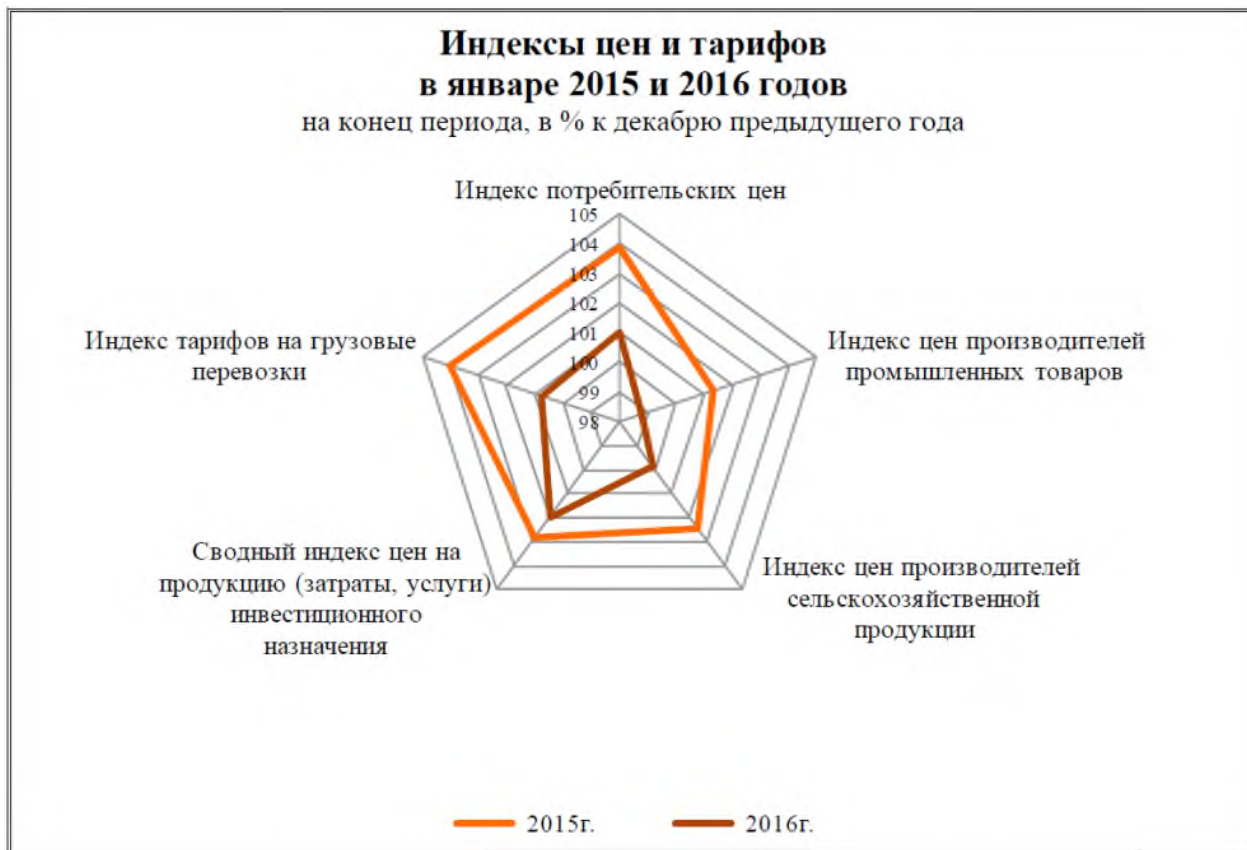 Индексы цен и тарифов
в январе 2015 и 2016 годов
на конец периода, в % к декабрю предыдущего года
Индекс потребительских цен
105
104
103
102
101
100
99
98
Индекс тарифов на грузовые
перевозки
Индекс цен производителей
промышленных товаров
Сводный индекс цен на
продукцию (затраты, услуги)
инвестиционного
назначения
Индекс цен производителей
сельскохозяйственной
продукции
2015г.
2016г.